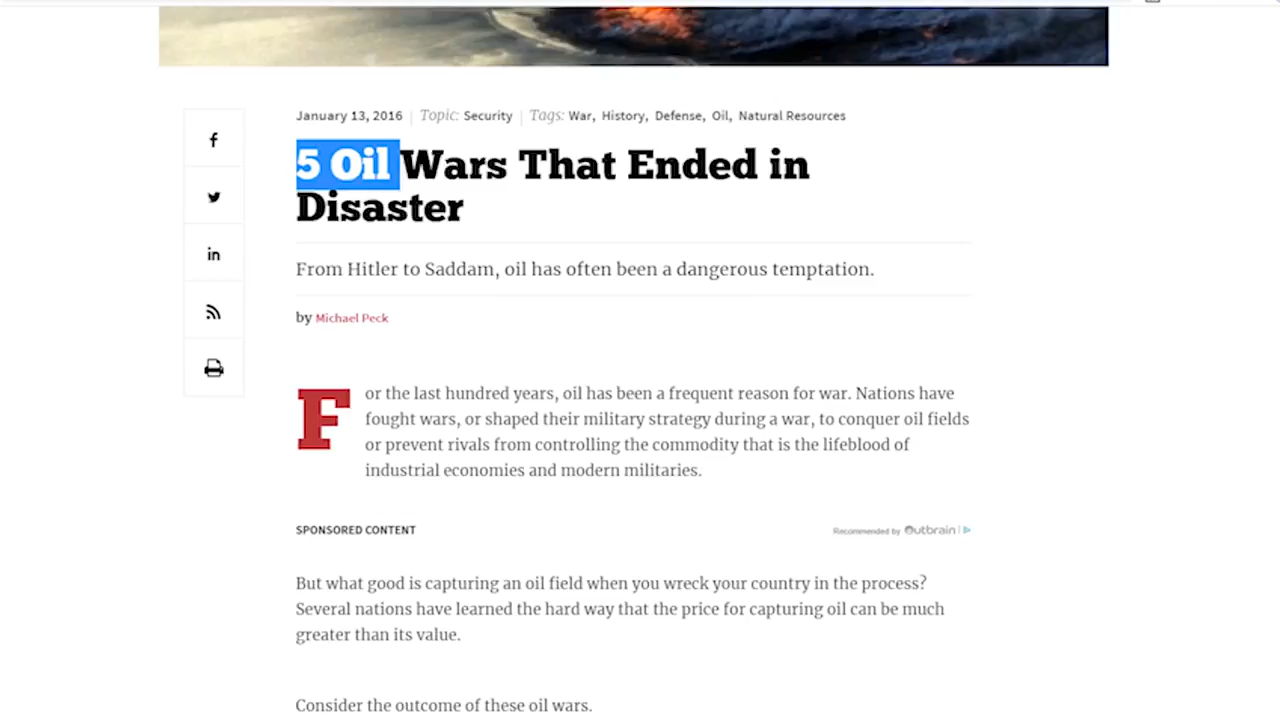 January 13, 2016 | Topic: Security | Tags: War, History, Defense, Oil, Natural Resources
5 Oil Wars That Ended in
Disaster
From Hitler to Saddam, oil has often been a dangerous temptation.
by Michael Peck
For the last hundred years, oil has been a frequent reason for war. Nations have
fought wars, or shaped their military strategy during a war, to conquer oil fields
or prevent rivals from controlling the commodity that is the lifeblood of
industrial economies and modern militaries.
SPONSORED CONTENT
Recommended by Outbrain
But what good is capturing an oil field when you wreck your country in the process?
Several nations have learned the hard way that the price for capturing oil can be much
greater than its value.
Consider the outcome of these oil wars.